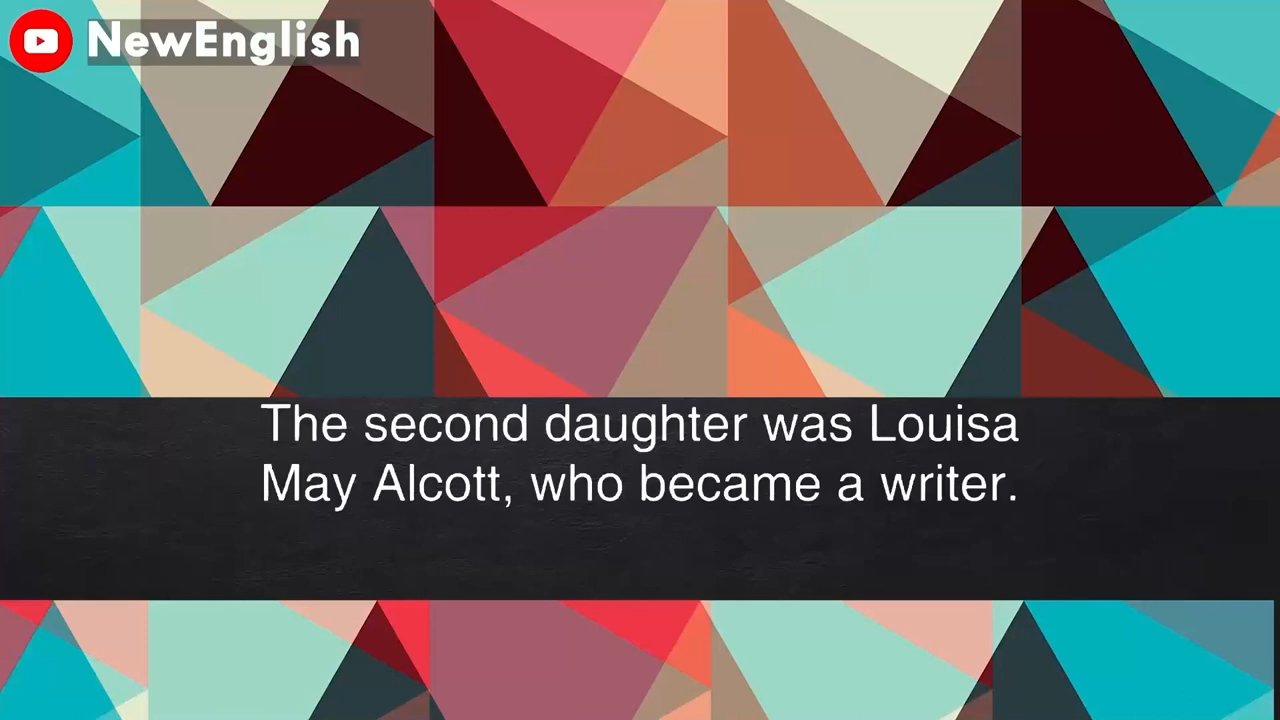 NewEnglish
The second daughter was Louisa
May Alcott, who became a writer.